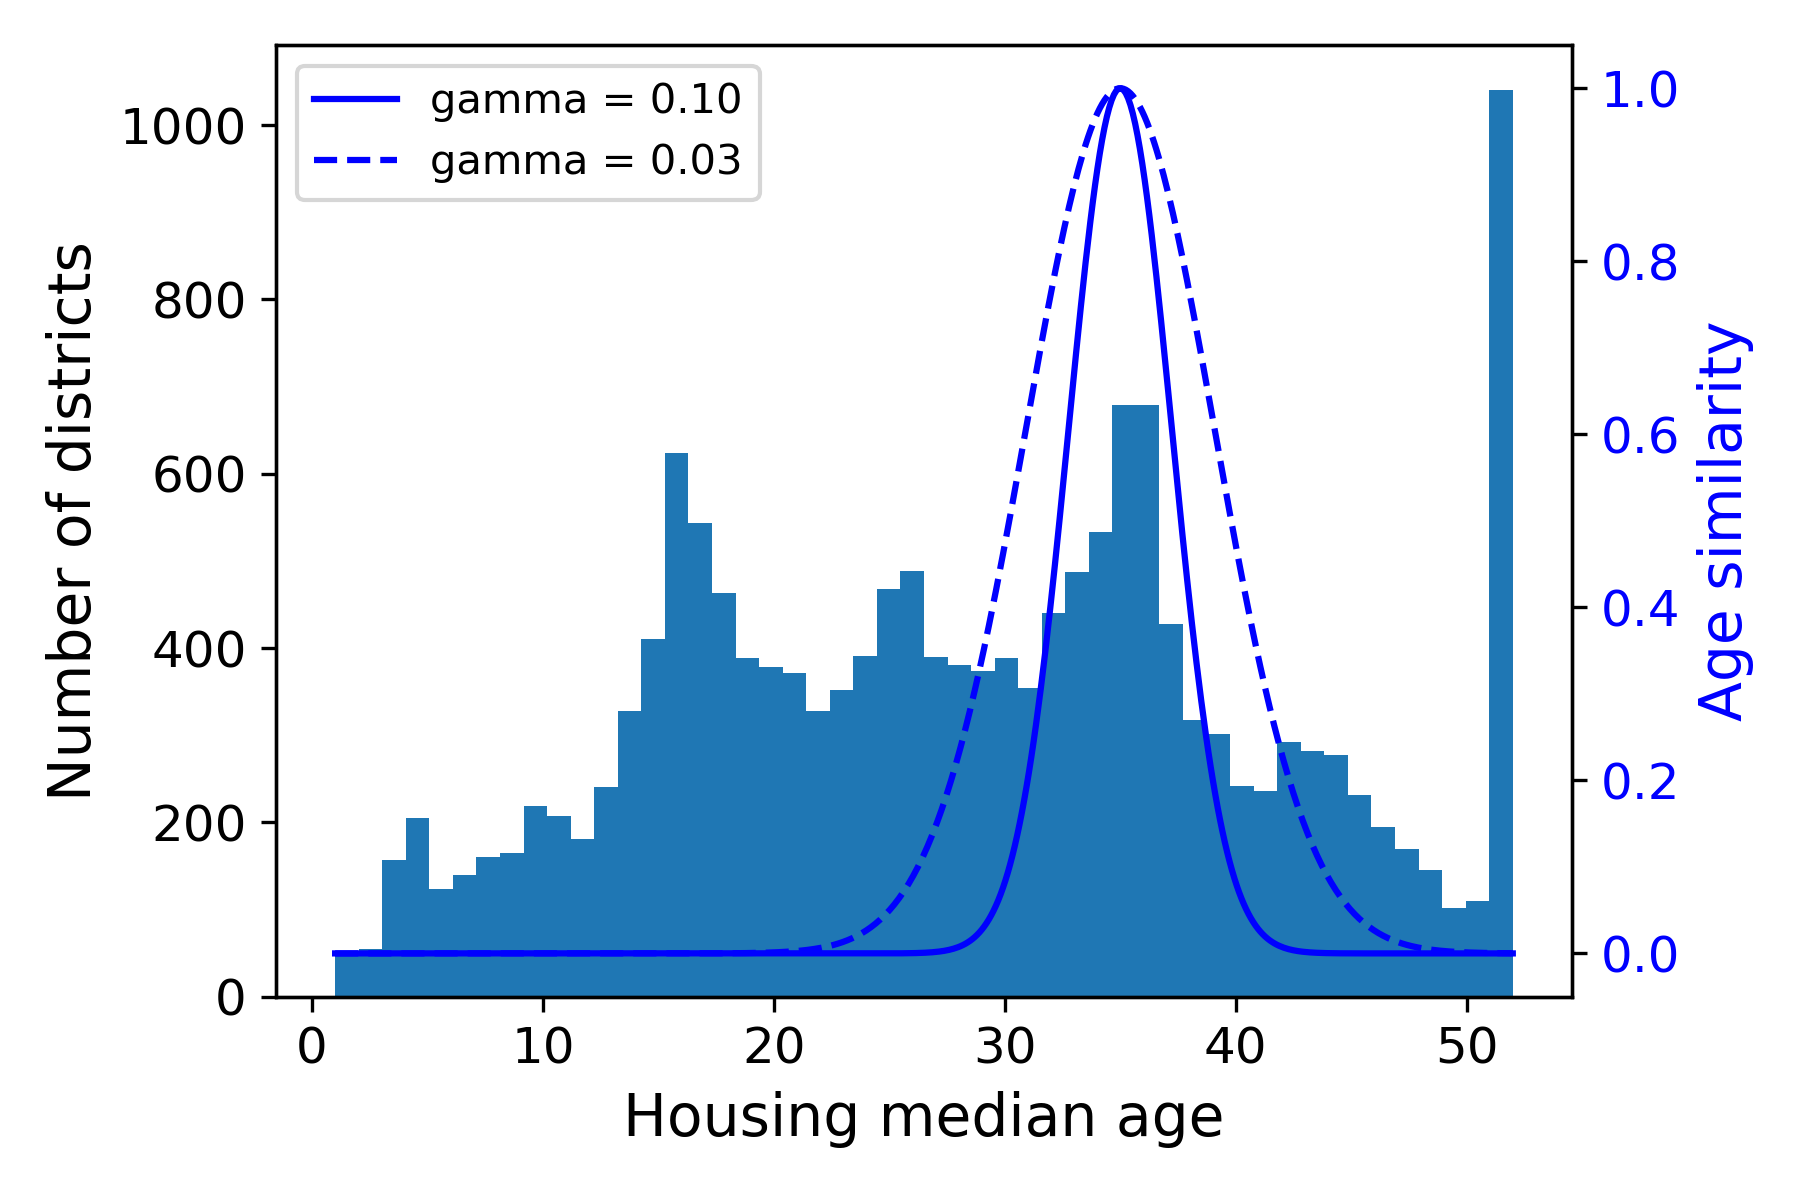 gamma = 0.10
gamma = 0.03
Number of districts
1000
800
600
400
200
0
0 10 20 30 40 50
Housing median age
1.0
0.8
0.6
0.4
0.2
0.0
Age similarity